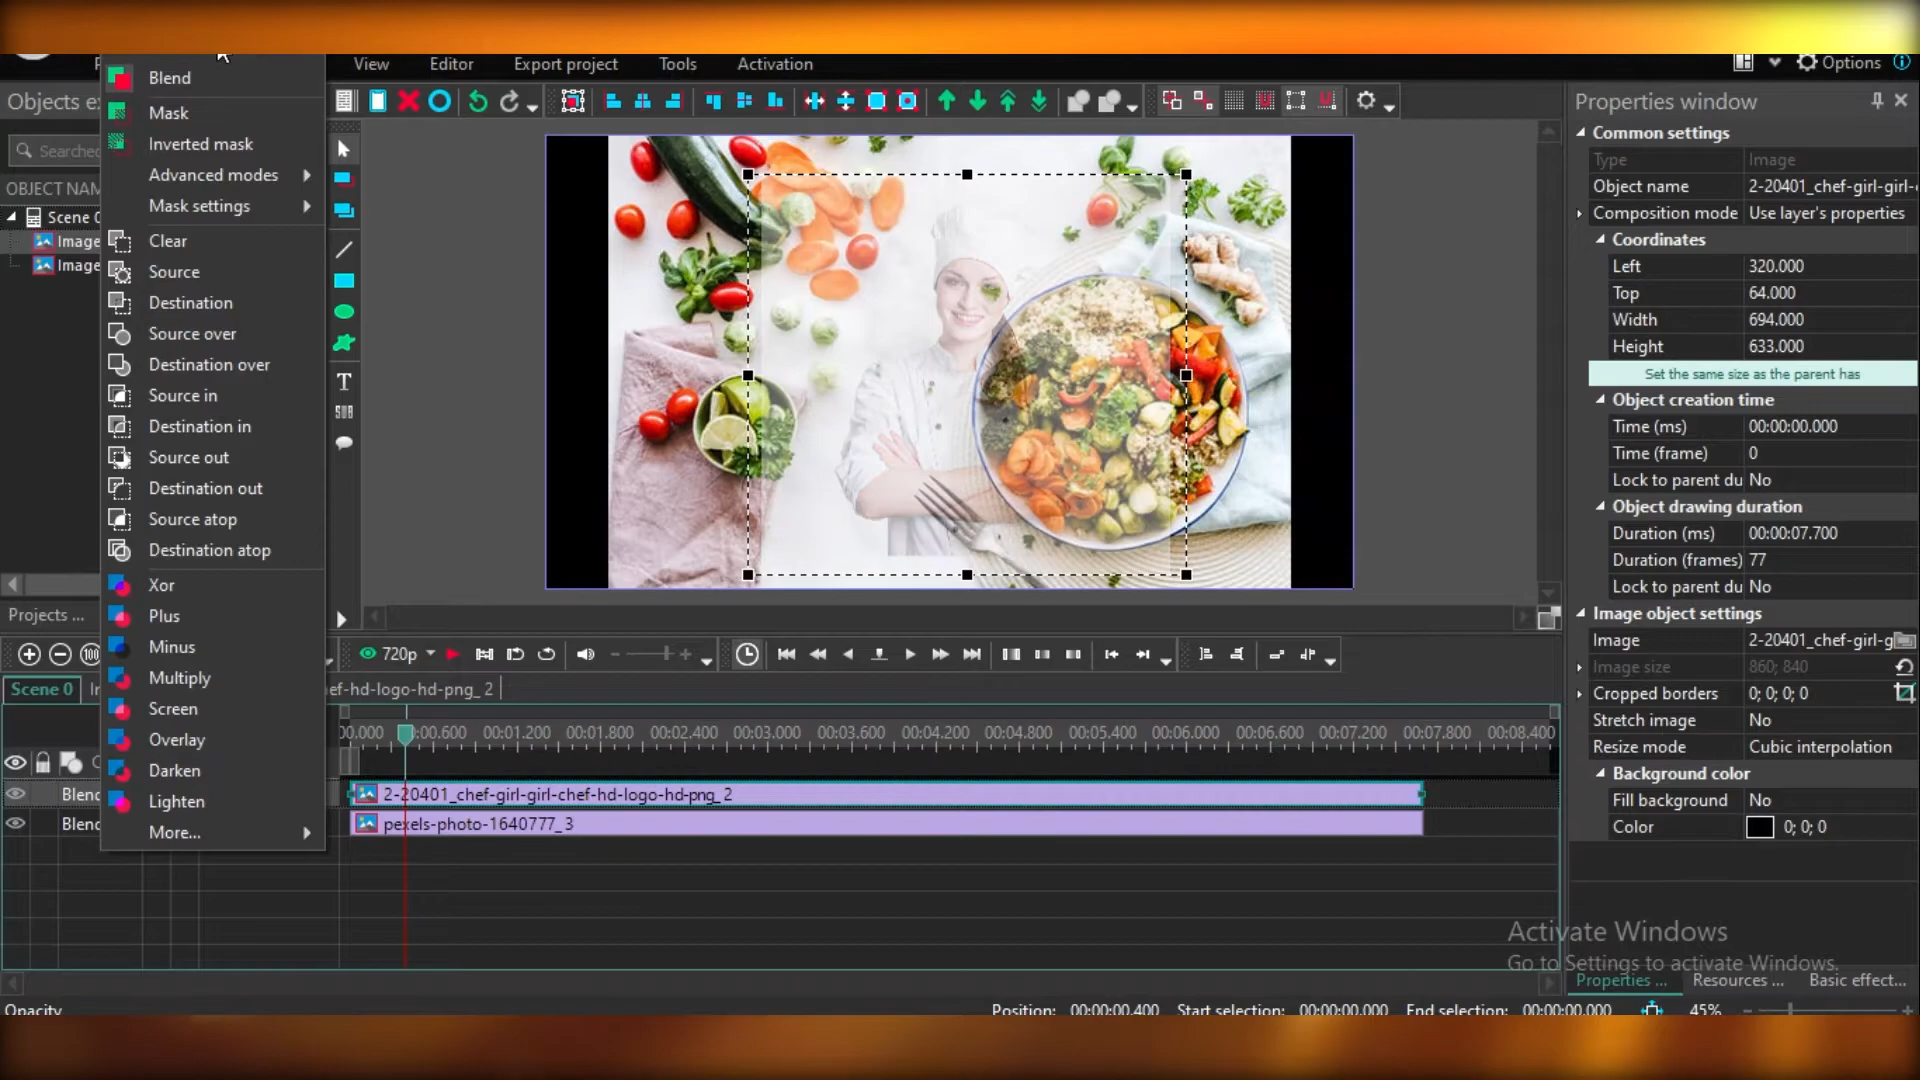 View Editor Export project Tools Activation Options
Objects ex
Searched
OBJECT NAM
Scene 0
Image
Image
Projects ...
Blend
Mask
Inverted mask
Advanced modes
Mask settings
Clear
Source
Destination
Source over
Destination over
Source in
Destination in
Source out
Destination out
Source atop
Destination atop
Xor
Plus
Minus
Multiply
Screen
Overlay
Darken
Lighten
More...
T
SUB
Properties window
Common settings
Type Image
Object name 2-20401_chef-girl-girl-
Composition mode Use layer's properties
Coordinates
Left 320.000
Top 64.000
Width 694.000
Height 633.000
Set the same size as the parent has
Object creation time
Time (ms) 00:00:00.000
Time (frame) 0
Lock to parent du No
Object drawing duration
Duration (ms) 00:00:07.700
Duration (frames) 77
Lock to parent du No
Image object settings
Image 2-20401_chef-girl-g
Image size 860; 840
Cropped borders 0; 0; 0; 0
Stretch image No
Resize mode Cubic interpolation
Background color
Fill background No
Color 0; 0; 0
100 720p
Scene 0 ef-hd-logo-hd-png_ 2
00.000 0:00.600 00:01.200 00:01.800 00:02.400 00:03.000 00:03.600 00:04.200 00:04.800 00:05.400 00:06.000 00:06.600 00:07.200 00:07.800 00:08.400
Blend 2-20401_chef-girl-girl-chef-hd-logo-hd-png_ 2
Blend pexels-photo-1640777_3
Activate Windows
Go to Settings to activate Windows.
Properties ... Resources ... Basic effect...
Opacity Position: 00:00:00.400 Start selection: 00:00:00.000 End selection: 00:00:00.000 45%